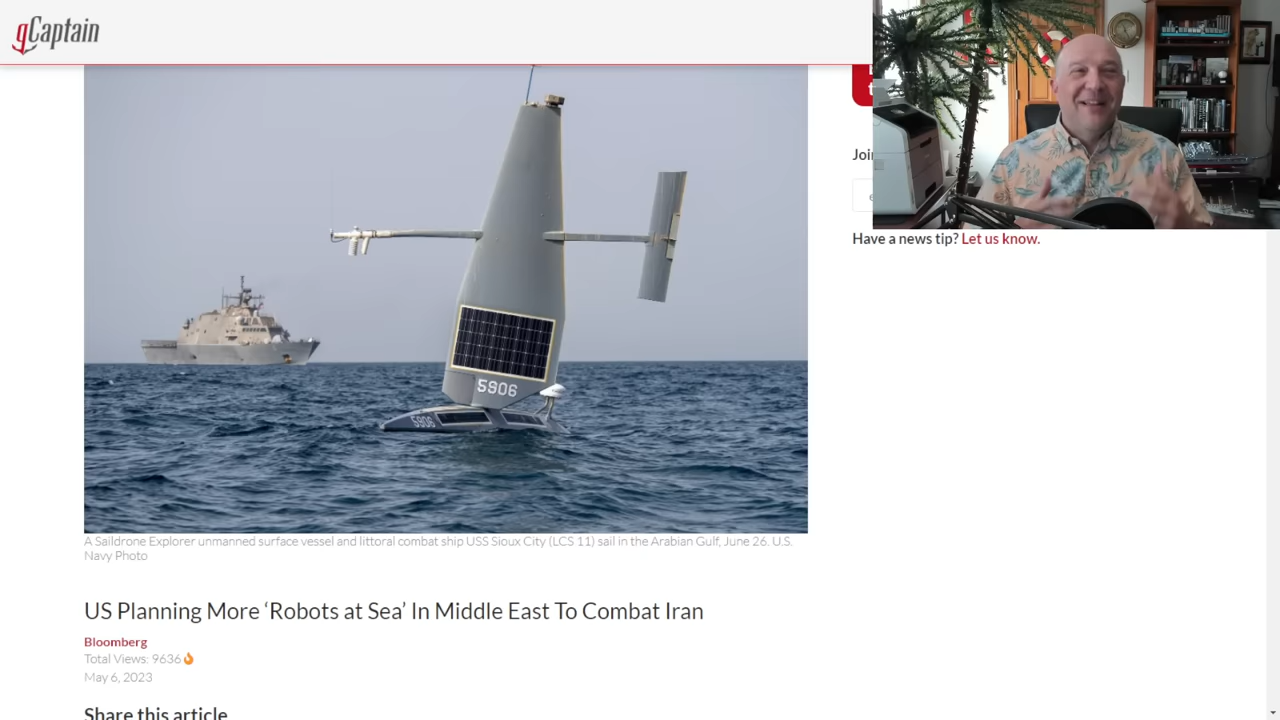 gCaptain
Join
Have a news tip? Let us know.
5906
5906
A Saildrone Explorer unmanned surface vessel and littoral combat ship USS Sioux City (LCS 11) sail in the Arabian Gulf, June 26. U.S.
Navy Photo
US Planning More ‘Robots at Sea’ In Middle East To Combat Iran
Bloomberg
Total Views: 9636
May 6, 2023
Share this article